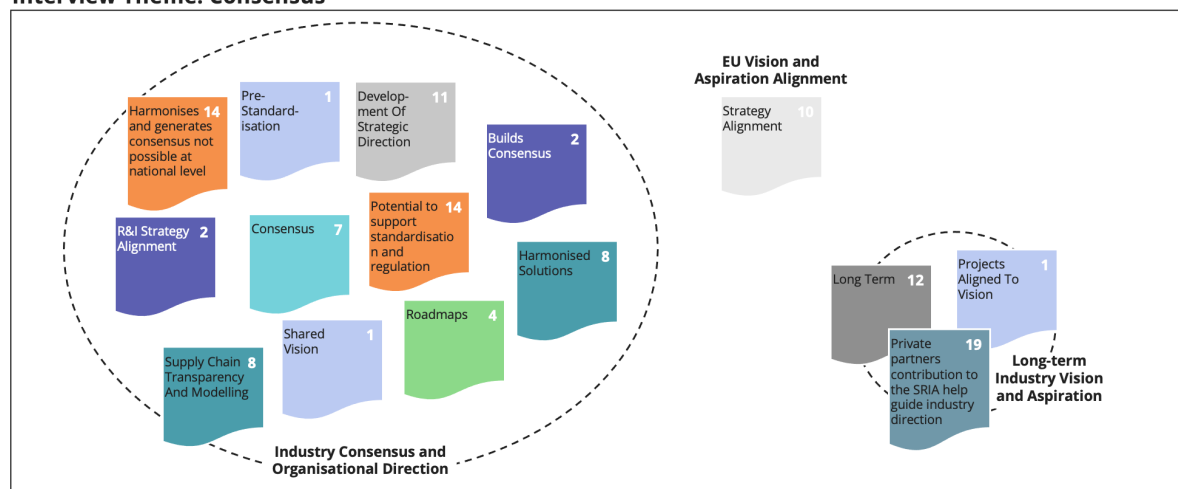 Interview Theme: Consensus
Harmonises 14
and generates
consensus not
possible at
national level
Pre- 1
Standard-
isation
Develop- 11
ment Of
Strategic
Direction
Builds 2
Consensus
R&I Strategy 2
Alignment
Consensus 7
Potential to 14
support
standardisatio
n and
regulation
Harmonised 8
Solutions
Supply Chain 8
Transparency
And Modelling
Shared 1
Vision
Roadmaps 4
Industry Consensus and
Organisational Direction
EU Vision and
Aspiration Alignment
Strategy 10
Alignment
Long Term 12
Projects 1
Aligned To
Vision
Private 19
partners
contribution to
the SRIA help
guide industry
direction
Long-term
Industry Vision
and Aspiration